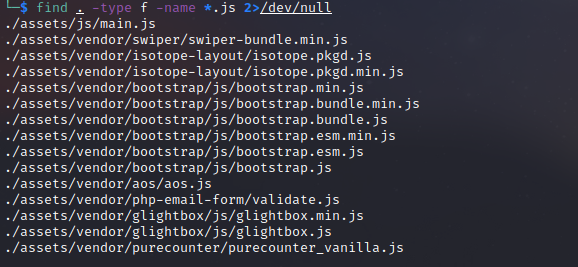 └─$ find . -type f -name *.js 2>/dev/null
./assets/js/main.js
./assets/vendor/swiper/swiper-bundle.min.js
./assets/vendor/isotope-layout/isotope.pkgd.js
./assets/vendor/isotope-layout/isotope.pkgd.min.js
./assets/vendor/bootstrap/js/bootstrap.min.js
./assets/vendor/bootstrap/js/bootstrap.bundle.min.js
./assets/vendor/bootstrap/js/bootstrap.bundle.js
./assets/vendor/bootstrap/js/bootstrap.esm.min.js
./assets/vendor/bootstrap/js/bootstrap.esm.js
./assets/vendor/bootstrap/js/bootstrap.js
./assets/vendor/aos/aos.js
./assets/vendor/php-email-form/validate.js
./assets/vendor/glightbox/js/glightbox.min.js
./assets/vendor/glightbox/js/glightbox.js
./assets/vendor/purecounter/purecounter_vanilla.js